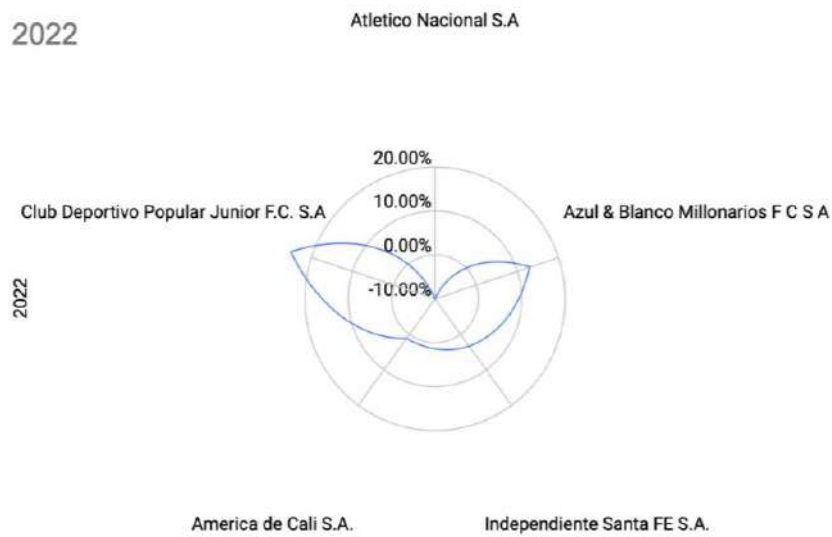 2022
Atletico Nacional S.A
20.00%
10.00%
0.00%
-10.00%
Club Deportivo Popular Junior F.C. S.A
Azul & Blanco Millonarios F C S A
2022
America de Cali S.A.
Independiente Santa FE S.A.